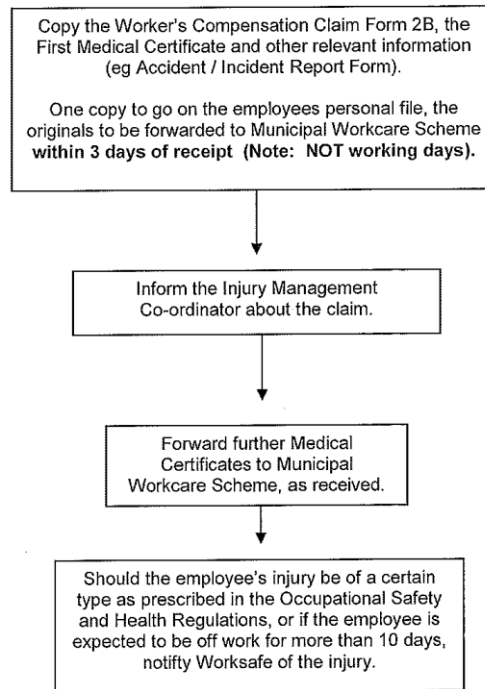 Copy the Worker's Compensation Claim Form 2B, the
First Medical Certificate and other relevant information
(eg Accident / Incident Report Form).
One copy to go on the employees personal file, the
originals to be forwarded to Municipal Workcare Scheme
within 3 days of receipt (Note: NOT working days).
Inform the Injury Management
Co-ordinator about the claim.
Forward further Medical
Certificates to Municipal
Workcare Scheme, as received.
Should the employee's injury be of a certain
type as prescribed in the Occupational Safety
and Health Regulations, or if the employee is
expected to be off work for more than 10 days,
notifty Worksafe of the injury.